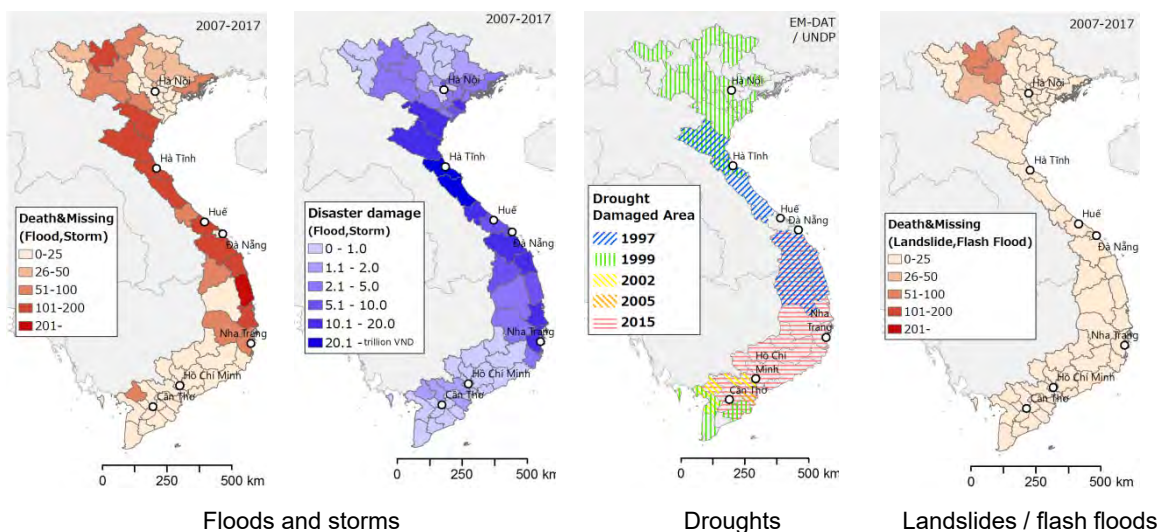 2007-2017
Hà Nội
Hà Tĩnh
Huế
Đà Nẵng
Death&Missing
(Flood,Storm)
0-25
26-50
51-100
101-200
201-
Nha Trang
Hồ Chí Minh
Cần Thơ
0 500 km
2007-2017
Hà Nội
Hà Tĩnh
Huế
Đà Nẵng
Disaster damage
(Flood,Storm)
0 - 1.0
1.1 - 2.0
2.1 - 5.0
5.1 - 10.0
10.1 - 20.0
20.1 - trillion VND
Nha Trang
Hồ Chí Minh
Cần Thơ
0 500 km
EM-DAT
/ UNDP
Hà Nội
Hà Tĩnh
Huế
Đà Nẵng
Drought
Damaged Area
1997
1999
2002
2005
2015
Nha
Trang
Hồ Chí
Minh
Cần Thơ
0 500 km
2007-2017
Hà Nội
Hà Tĩnh
Huế
Đà Nẵng
Death&Missing
(Landslide,Flash Flood)
0-25
26-50
51-100
101-200
201-
Nha Trang
Hồ Chí Minh
Cần Thơ
0 500 km
Floods and storms
Droughts
Landslides / flash floods